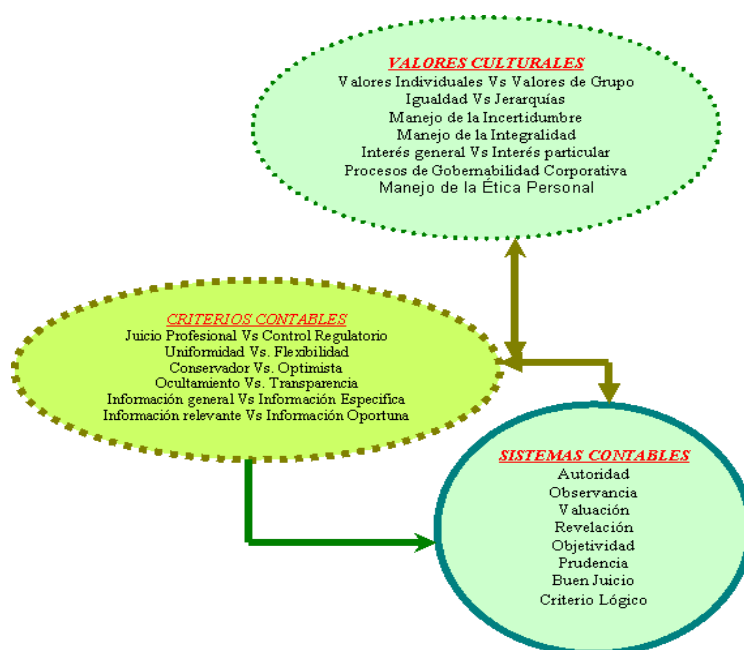 VALORES CULTURALES
Valores Individuales Vs Valores de Grupo
Igualdad Vs Jerarquías
Manejo de la Incertidumbre
Manejo de la Integralidad
Interés general Vs Interés particular
Procesos de Gobernabilidad Corporativa
Manejo de la Ética Personal
CRITERIOS CONTABLES
Juicio Profesional Vs Control Regulatorio
Uniformidad Vs. Flexibilidad
Conservador Vs. Optimista
Ocultamiento Vs. Transparencia
Información general Vs Información Especifica
Información relevante Vs Información Oportuna
SISTEMAS CONTABLES
Autoridad
Observancia
Valuación
Revelación
Objetividad
Prudencia
Buen Juicio
Criterio Lógico